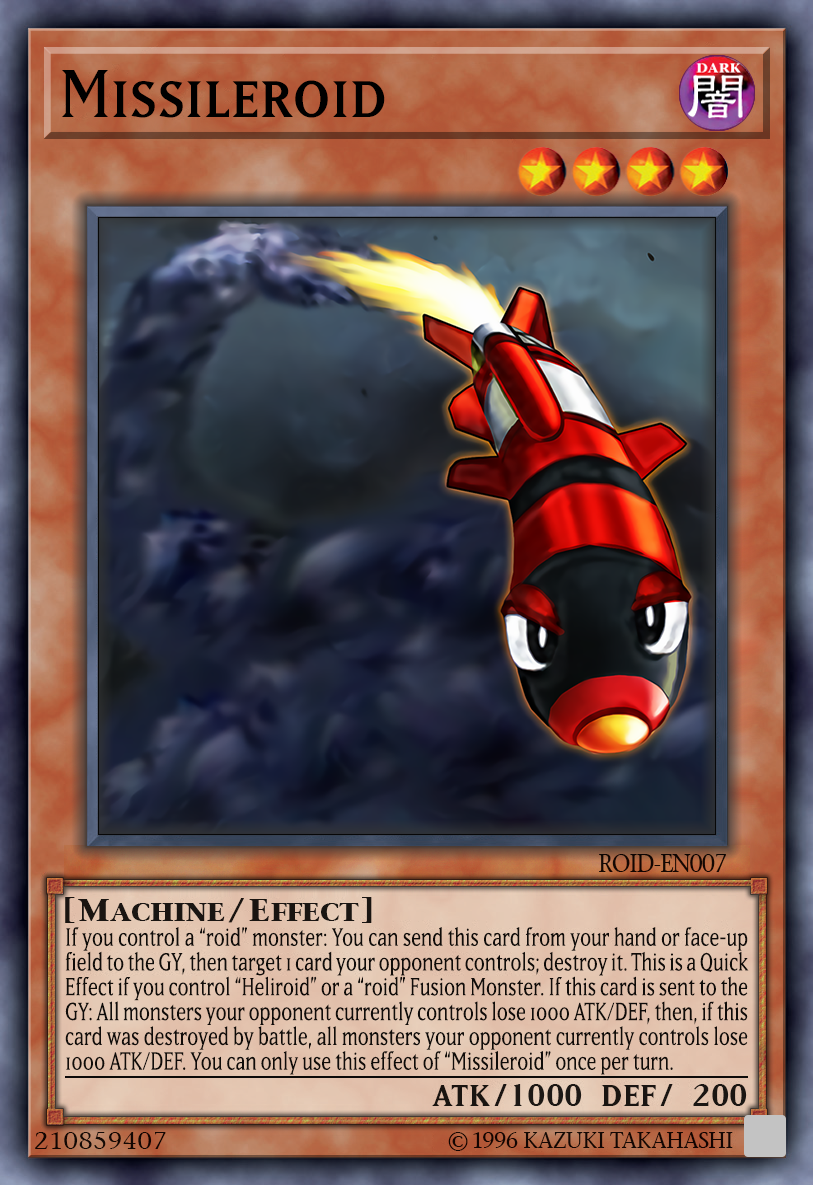 Missileroid
DARK
闇
ROID-EN007
[Machine/Effect]
If you control a “roid” monster: You can send this card from your hand or face-up
field to the GY, then target 1 card your opponent controls; destroy it. This is a Quick
Effect if you control “Heliroid” or a “roid” Fusion Monster. If this card is sent to the
GY: All monsters your opponent currently controls lose 1000 ATK/DEF, then, if this
card was destroyed by battle, all monsters your opponent currently controls lose
1000 ATK/DEF. You can only use this effect of “Missileroid” once per turn.
ATK/1000 DEF/ 200
210859407 © 1996 KAZUKI TAKAHASHI